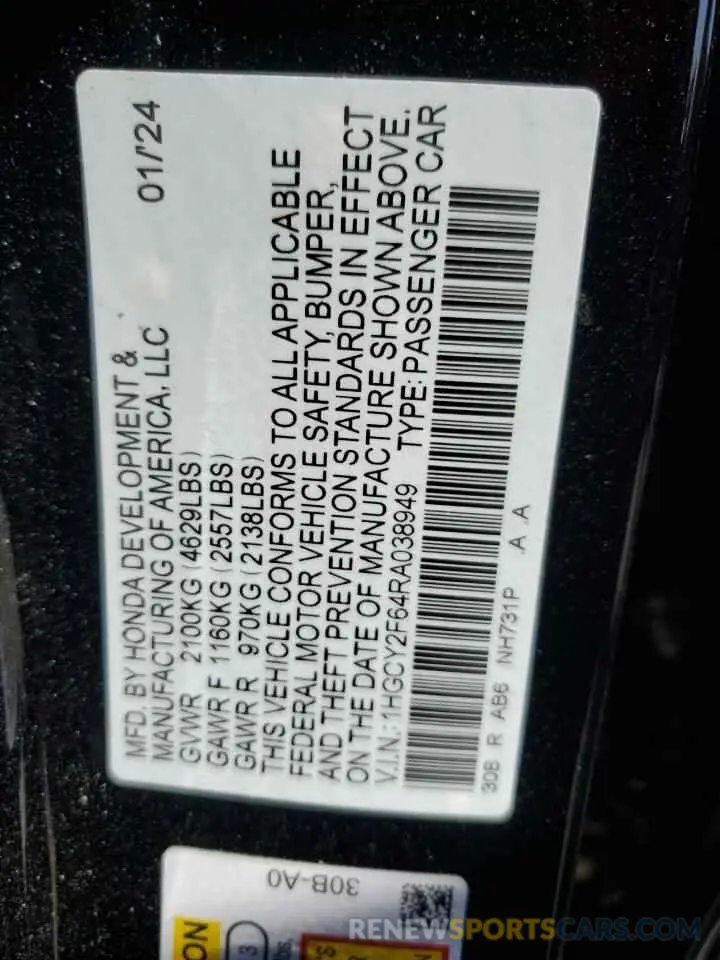 MFD. BY HONDA DEVELOPMENT &
MANUFACTURING OF AMERICA, LLC 01/'24
GVWR 2100KG (4629LBS)
GAWR F 1160KG (2557LBS)
GAWR R 970KG (2138LBS)
THIS VEHICLE CONFORMS TO ALL APPLICABLE
FEDERAL MOTOR VEHICLE SAFETY, BUMPER,
AND THEFT PREVENTION STANDARDS IN EFFECT
ON THE DATE OF MANUFACTURE SHOWN ABOVE.
V.I.N.: 1HGCY2F64RA038949 TYPE: PASSENGER CAR
30B R AB6 NH731P .A .A
30B-A0
ON
3
RENEWSPORTSCARS.COM